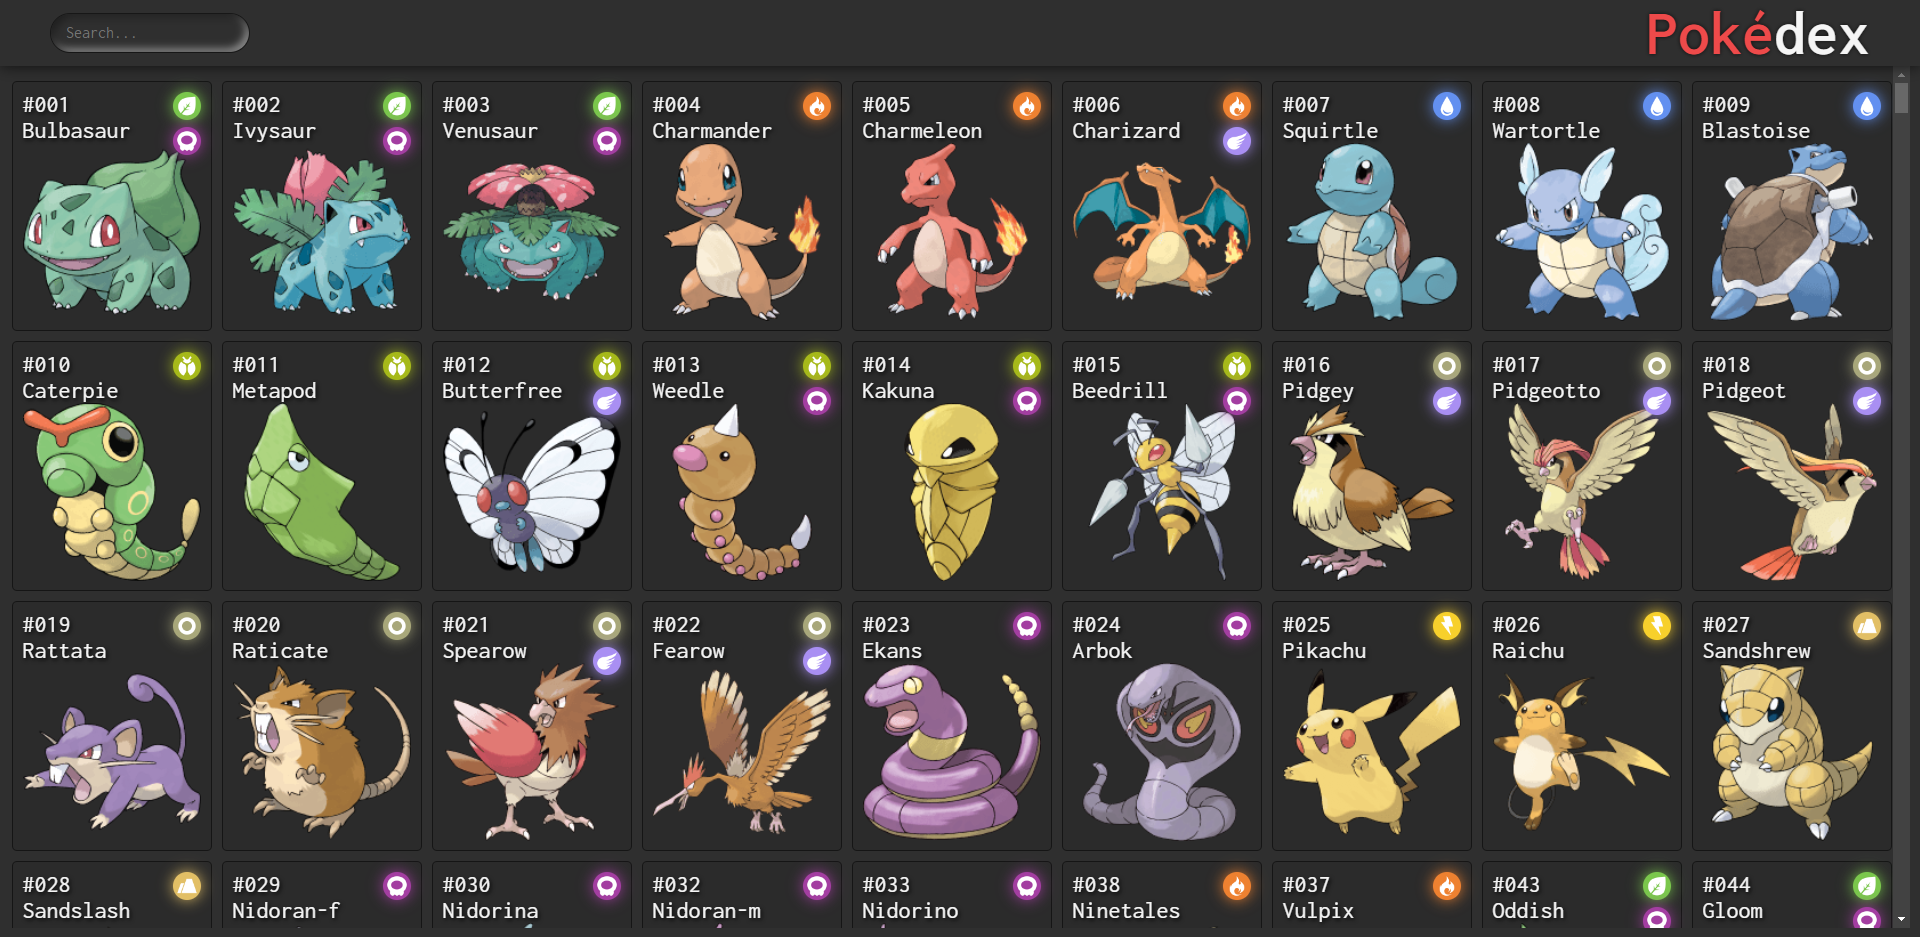 Search...
Pokédex
#001
Bulbasaur
#002
Ivysaur
#003
Venusaur
#004
Charmander
#005
Charmeleon
#006
Charizard
#007
Squirtle
#008
Wartortle
#009
Blastoise
#010
Caterpie
#011
Metapod
#012
Butterfree
#013
Weedle
#014
Kakuna
#015
Beedrill
#016
Pidgey
#017
Pidgeotto
#018
Pidgeot
#019
Rattata
#020
Raticate
#021
Spearow
#022
Fearow
#023
Ekans
#024
Arbok
#025
Pikachu
#026
Raichu
#027
Sandshrew
#028
Sandslash
#029
Nidoran-f
#030
Nidorina
#032
Nidoran-m
#033
Nidorino
#038
Ninetales
#037
Vulpix
#043
Oddish
#044
Gloom